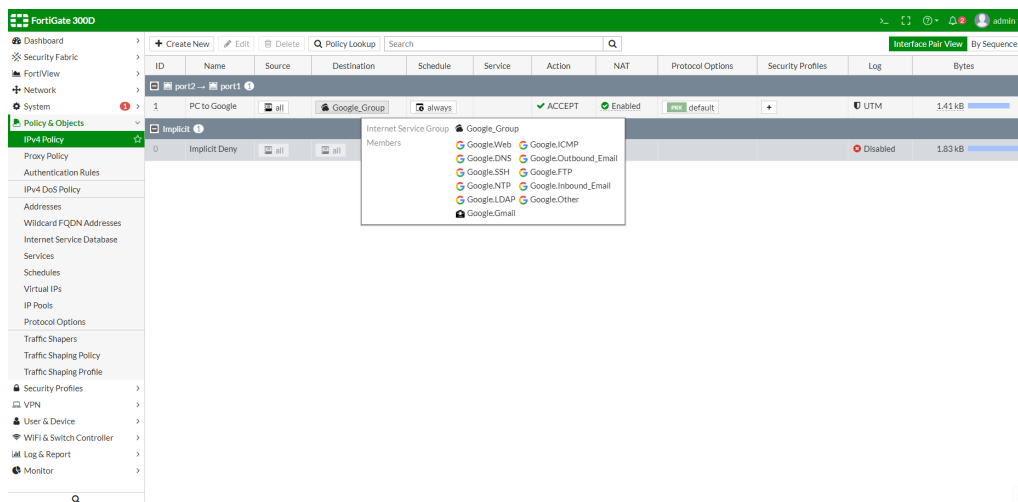 FortiGate 300D
>_ 2 admin
Dashboard
Security Fabric
FortiView
Network
System 1
Policy & Objects
IPv4 Policy
Proxy Policy
Authentication Rules
IPv4 DoS Policy
Addresses
Wildcard FQDN Addresses
Internet Service Database
Services
Schedules
Virtual IPs
IP Pools
Protocol Options
Traffic Shapers
Traffic Shaping Policy
Traffic Shaping Profile
Security Profiles
VPN
User & Device
WiFi & Switch Controller
Log & Report
Monitor
+ Create New Edit Delete Policy Lookup Search Interface Pair View By Sequence
ID Name Source Destination Schedule Service Action NAT Protocol Options Security Profiles Log Bytes
port2 → port1 1
1 PC to Google all Google_Group always ACCEPT Enabled PRX default + UTM 1.41 kB
Implicit 1
0 Implicit Deny all all Disabled 1.83 kB
Internet Service Group Google_Group
Members Google.Web Google.ICMP
Google.DNS Google.Outbound_Email
Google.SSH Google.FTP
Google.NTP Google.Inbound_Email
Google.LDAP Google.Other
Google.Gmail